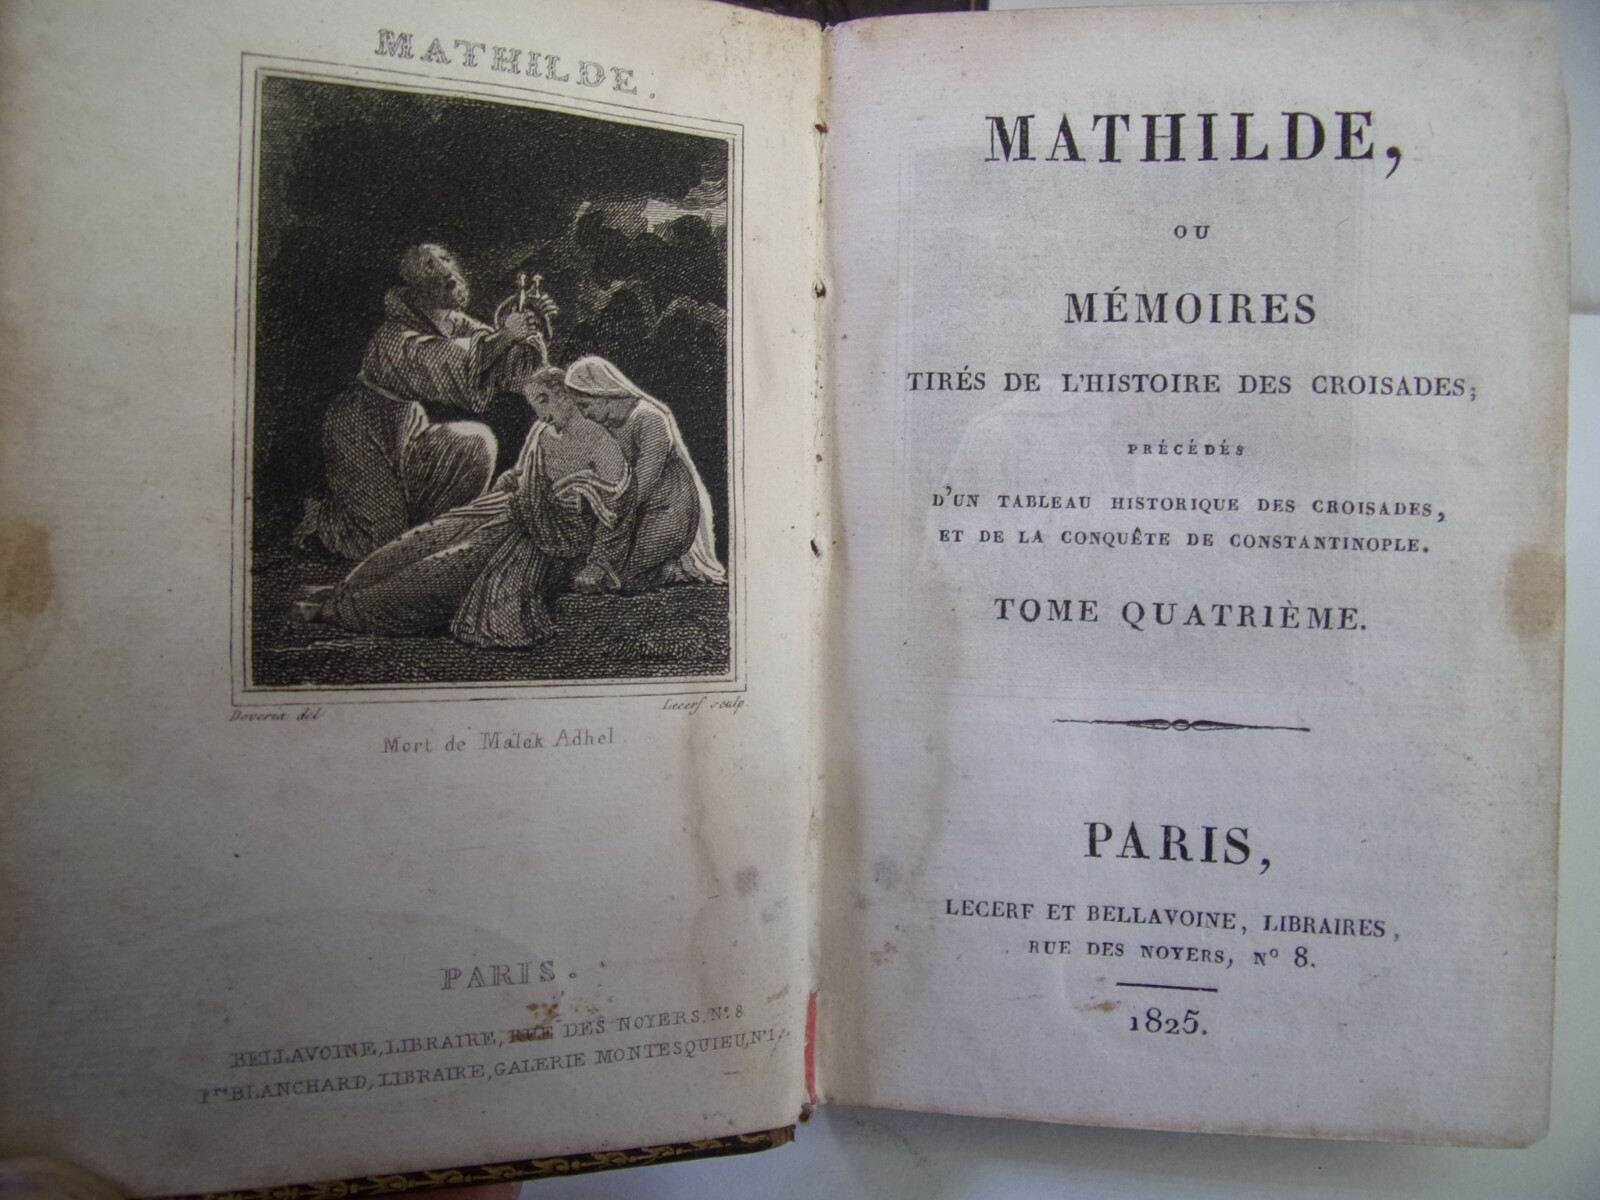 MATHILDE.
Deveria del
Lecerf sculp.
Mort de Malek Adhel.
PARIS.
BELLAVOINE, LIBRAIRE, RUE DES NOYERS, N.º 8
Pre. BLANCHARD, LIBRAIRE, GALERIE MONTESQUIEU, Nº 1,
MATHILDE,
OU
MÉMOIRES
TIRÉS DE L'HISTOIRE DES CROISADES;
PRÉCÉDÉS
D'UN TABLEAU HISTORIQUE DES CROISADES,
ET DE LA CONQUÊTE DE CONSTANTINOPLE.
TOME QUATRIÈME.
PARIS,
LECERF ET BELLAVOINE, LIBRAIRES,
RUE DES NOYERS, Nº 8.
1825.